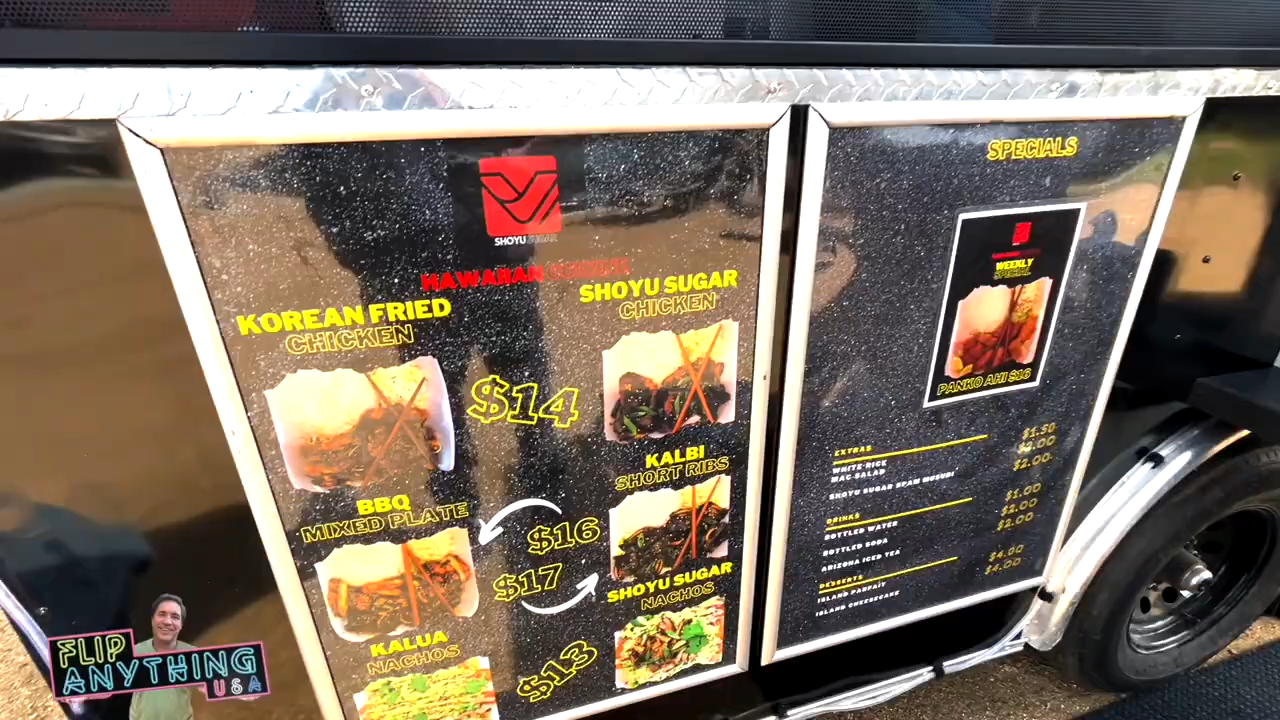 SHOYU SUGAR
HAWAIIAN
KOREAN FRIED
CHICKEN
SHOYU SUGAR
CHICKEN
$14
BBQ
MIXED PLATE
KALBI
SHORT RIBS
$16
$17
KALUA
NACHOS
SHOYU SUGAR
NACHOS
$13
SPECIALS
WEEKLY
SPECIAL
PANKO AHI $16
EXTRAS
WHITE RICE $1.50
MAC SALAD $2.00
SHOYU SUGAR SPAM MUSUBI $2.00
DRINKS
BOTTLED WATER $1.00
BOTTLED SODA $2.00
ARIZONA ICED TEA $2.00
DESSERTS
ISLAND PARFAIT $4.00
ISLAND CHEESECAKE $4.00
FLIP
ANYTHING
USA